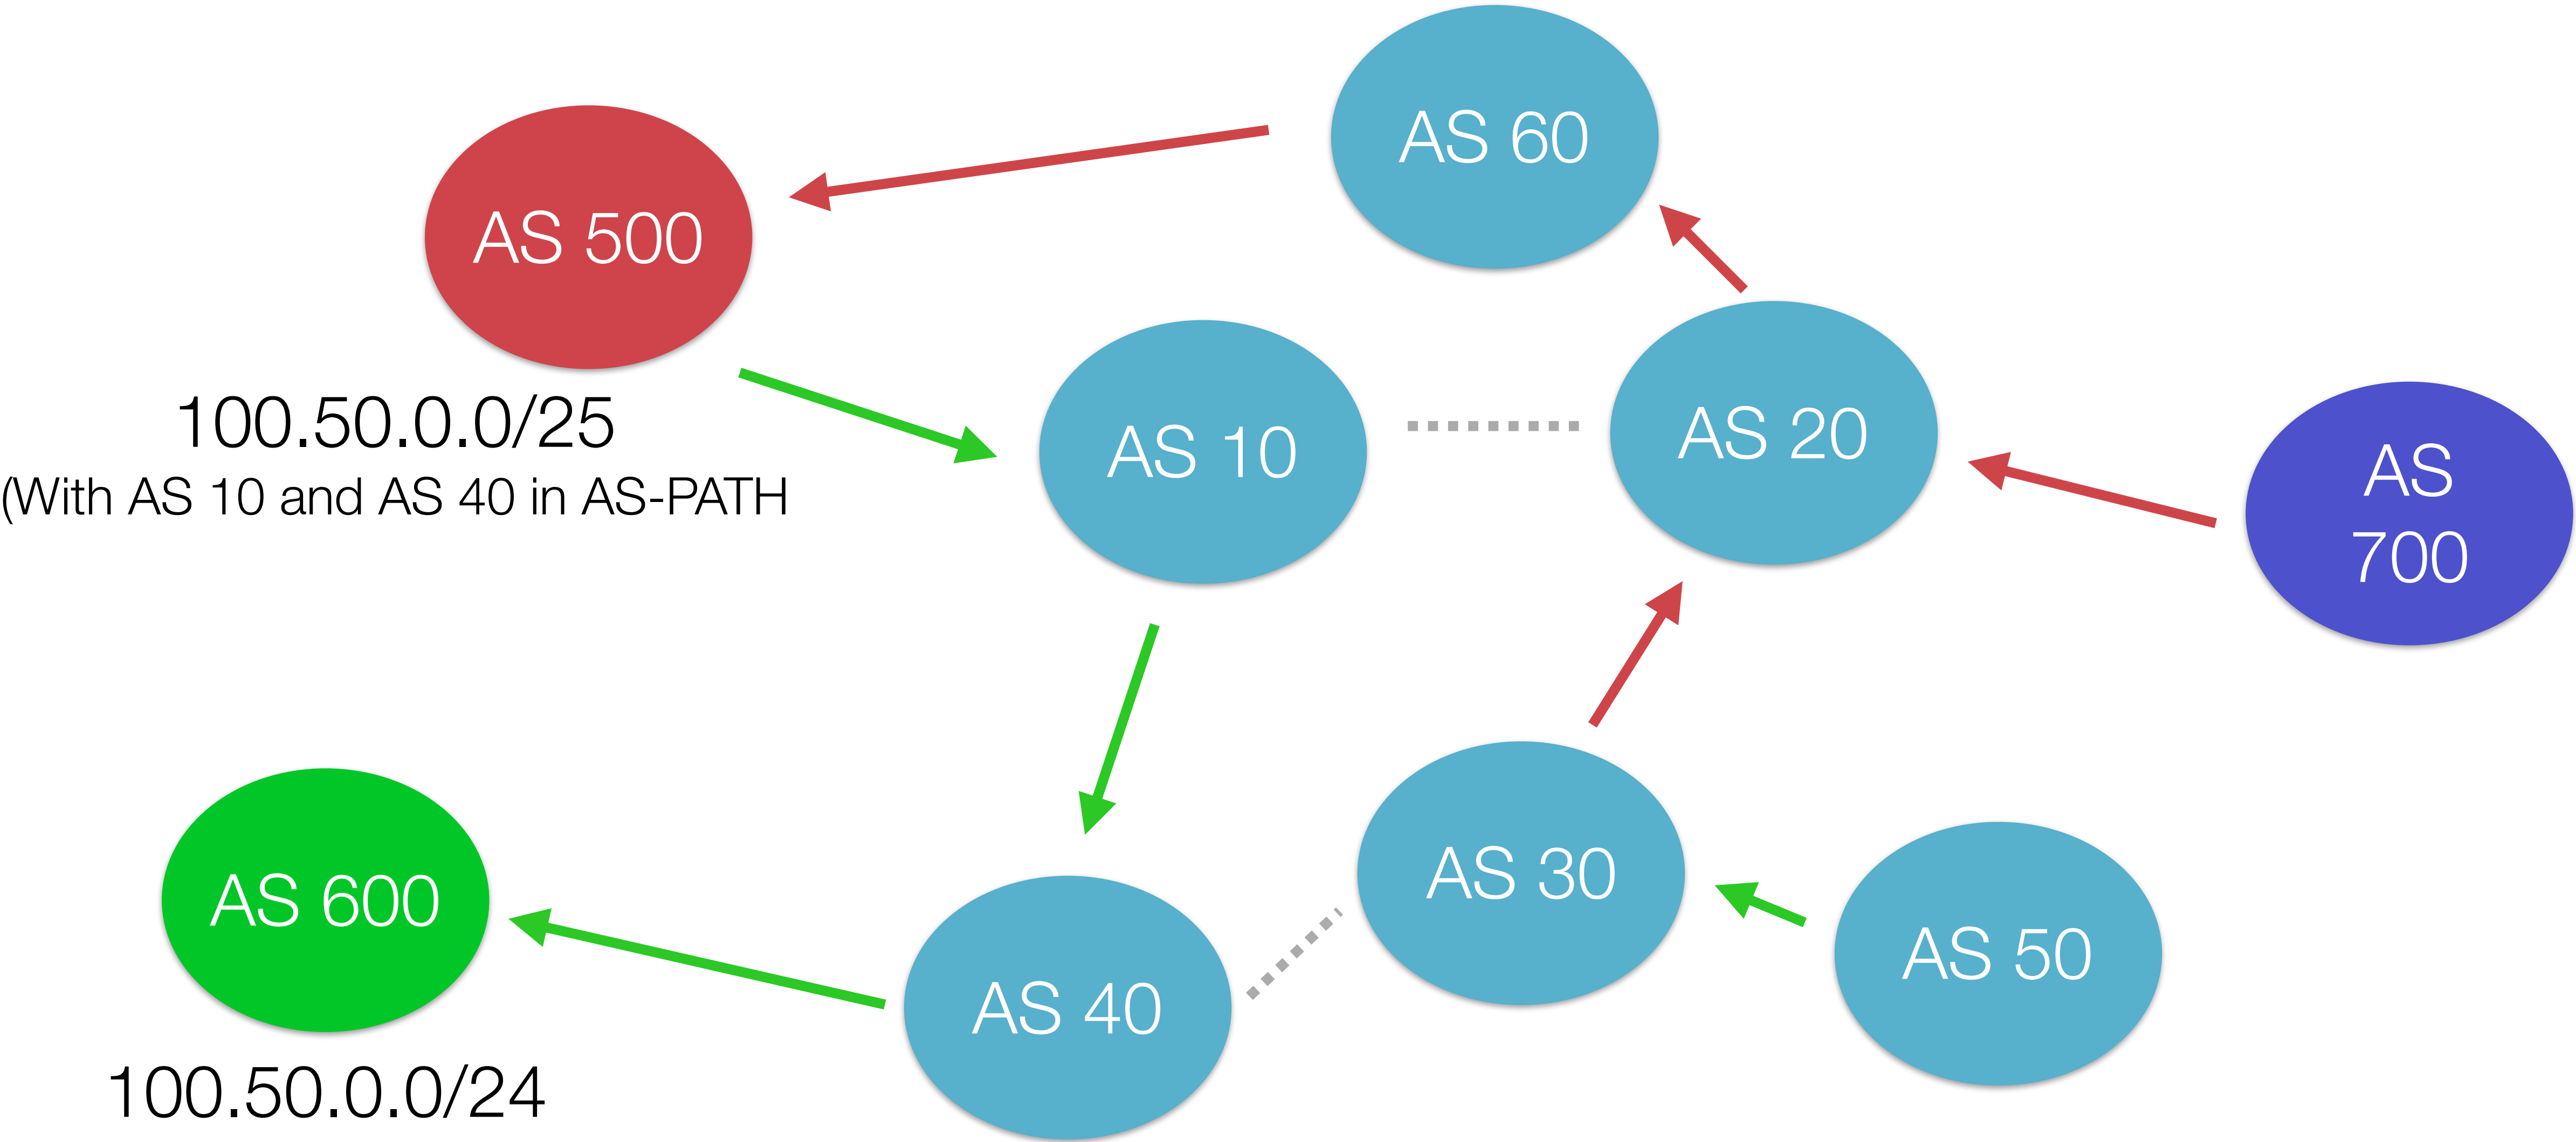 AS 60
AS 500
AS 10
AS 20
AS
700
100.50.0.0/25
(With AS 10 and AS 40 in AS-PATH
AS 600
AS 30
AS 40
AS 50
100.50.0.0/24